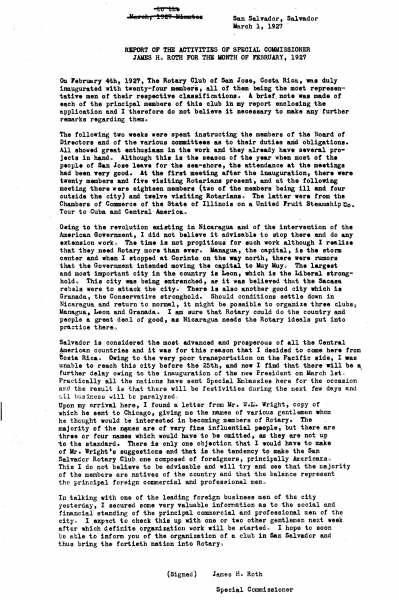 to the
March, 1927 Minutes
San Salvador, Salvador
March 1, 1927
REPORT OF THE ACTIVITIES OF SPECIAL COMMISSIONER
JAMES H. ROTH FOR THE MONTH OF FEBRUARY, 1927
On February 4th, 1927, The Rotary Club of San Jose, Costa Rica, was duly
inaugurated with twenty-four members, all of them being the most represen-
tative men of their respective classifications. A brief note was made of
each of the principal members of this club in my report enclosing the
application and I therefore do not believe it necessary to make any further
remarks regarding them.
The following two weeks were spent instructing the members of the Board of
Directors and of the various committees as to their duties and obligations.
All showed great enthusiasm in the work and they already have several pro-
jects in hand. Although this is the season of the year when most of the
people of San Jose leave for the sea-shore, the attendance at the meetings
had been very good. At the first meeting after the inauguration, there were
twenty members and five visiting Rotarians present, and at the following
meeting there were eighteen members (two of the members being ill and four
outside the city) and twelve visiting Rotarians. The latter were from the
Chambers of Commerce of the State of Illinois on a United Fruit Steamship Co.
Tour to Cuba and Central America.
Owing to the revolution existing in Nicaragua and of the intervention of the
American Government, I did not believe it advisable to stop there and do any
extension work. The time is not propitious for such work although I realize
that they need Rotary more than ever. Managua, the capital, is the storm
center and when I stopped at Corinto on the way north, there were rumors
that the Government intended moving the capital to Muy Muy. The largest
and most important city in the country is Leon, which is the Liberal strong-
hold. This city was being entrenched, as it was believed that the Sacasa
rebels were to attack the city. There is also another good city which is
Granada, the Conservative stronghold. Should conditions settle down in
Nicaragua and return to normal, it might be possible to organize three clubs;
Managua, Leon and Granada. I am sure that Rotary could do the country and
people a great deal of good, as Nicaragua needs the Rotary ideals put into
practice there.
Salvador is considered the most advanced and prosperous of all the Central
American countries and it was for this reason that I decided to come here from
Costa Rica. Owing to the very poor transportation on the Pacific side, I was
unable to reach this city before the 25th, and now I find that there will be a
further delay owing to the inauguration of the new President on March 1st.
Practically all the nations have sent Special Embassies here for the occasion
and the result is that there will be festivities during the next few days and
all business will be paralyzed.
Upon my arrival here, I found a letter from Mr. W.L. Wright, copy of
which he sent to Chicago, giving me the names of various gentlemen whom
he thought would be interested in becoming members of Rotary. The
majority of the names are of very fine influential people, but there are
three or four names which would have to be omitted, as they are not up
to the standard. There is only one objection that I would have to make
of Mr. Wright's suggestions and that is the tendency to make the San
Salvador Rotary Club one composed of foreigners, principally Americans.
This I do not believe to be advisable and will try and see that the majority
of the members are natives of the country and that the balance represent
the principal foreign commercial and professional men.
In talking with one of the leading foreign business men of the city
yesterday, I secured some very valuable information as to the social and
financial standing of the principal commercial and professional men of the
city. I expect to check this up with one or two other gentlemen next week
after which definite organization work will be started. I hope to soon
be able to inform you of the organization of a club in San Salvador and
thus bring the fortieth nation into Rotary.
(Signed) James H. Roth
Special Commissioner